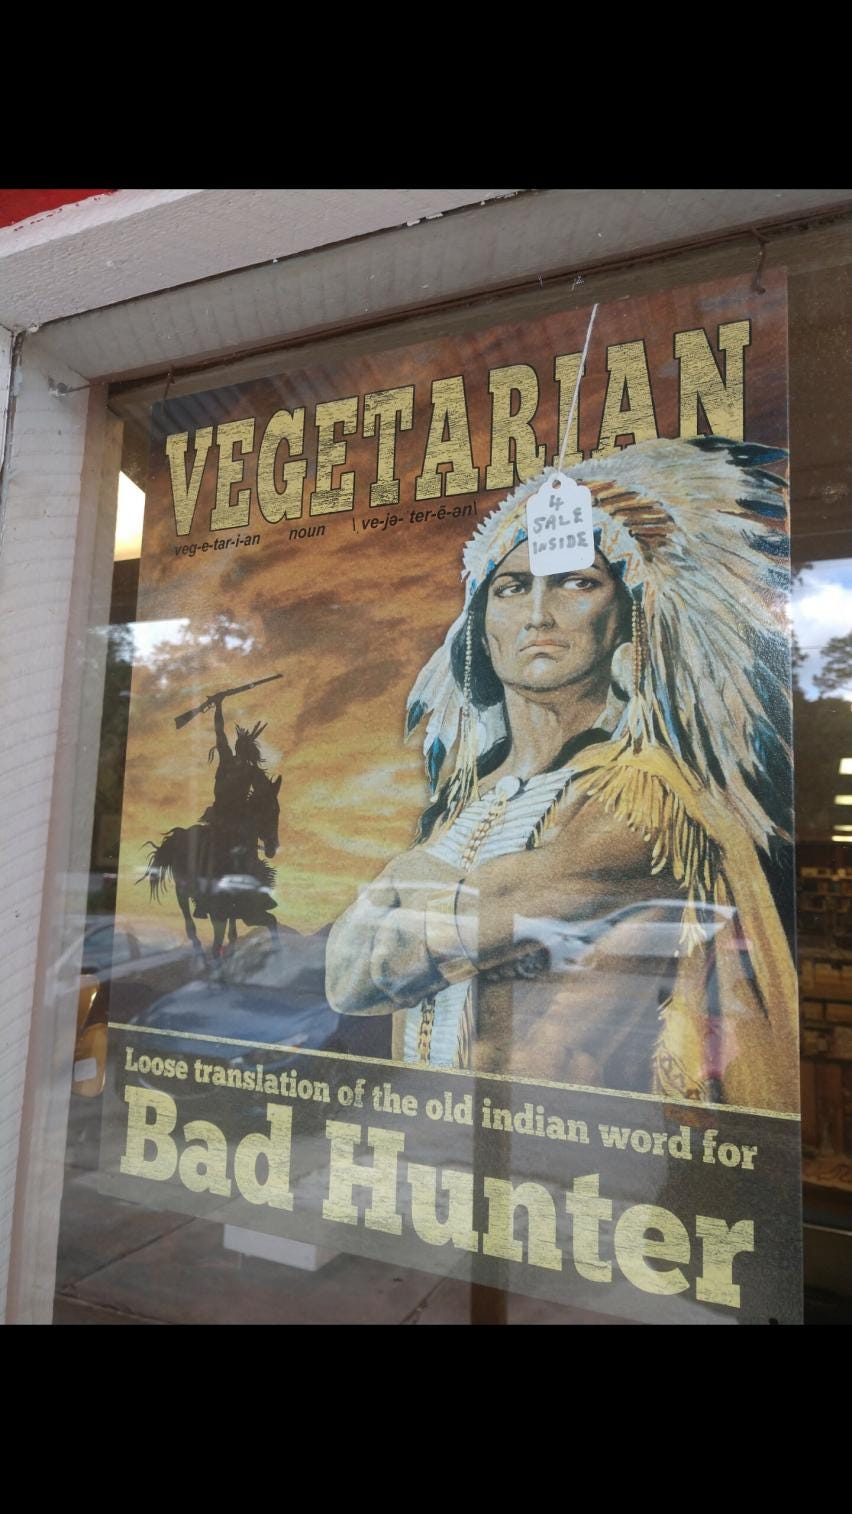 VEGETARIAN
veg-e-tar-i-an noun \ ve-jə- ter-ē-ən\
4
SALE
INSIDE
Loose translation of the old indian word for
Bad Hunter